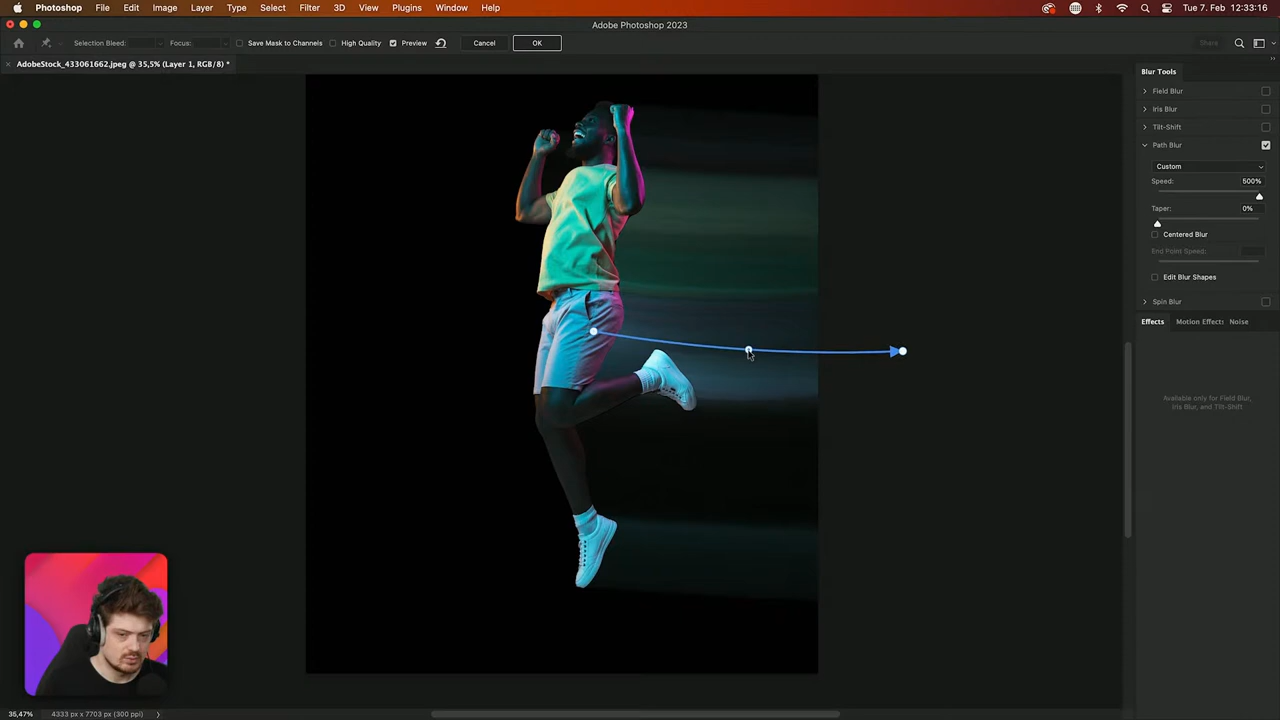 Photoshop File Edit Image Layer Type Select Filter 3D View Plugins Window Help Tue 7. Feb 12:33:16
Adobe Photoshop 2023
Selection Bleed: Focus: Save Mask to Channels High Quality Preview Cancel OK Share
AdobeStock_433061662.jpeg @ 35,5% (Layer 1, RGB/8) *
Blur Tools
Field Blur
Iris Blur
Tilt-Shift
Path Blur
Custom
Speed: 500%
Taper: 0%
Centered Blur
End Point Speed:
Edit Blur Shapes
Spin Blur
Effects Motion Effects Noise
Available only for Field Blur,
Iris Blur, and Tilt-Shift
35,47% 4333 px x 7703 px (300 ppi)